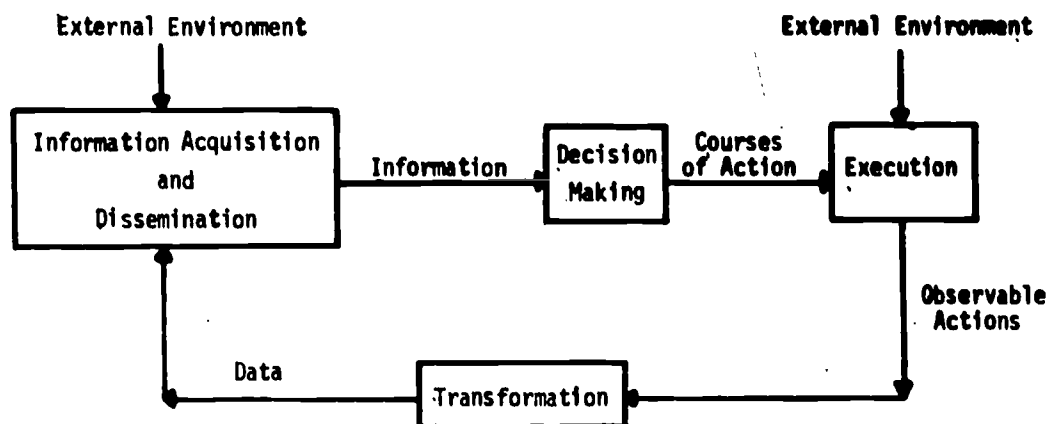 External Environment
External Environment
Information Acquisition
and
Dissemination
Information
Decision
Making
Courses
of Action
Execution
Observable
Actions
Data
Transformation